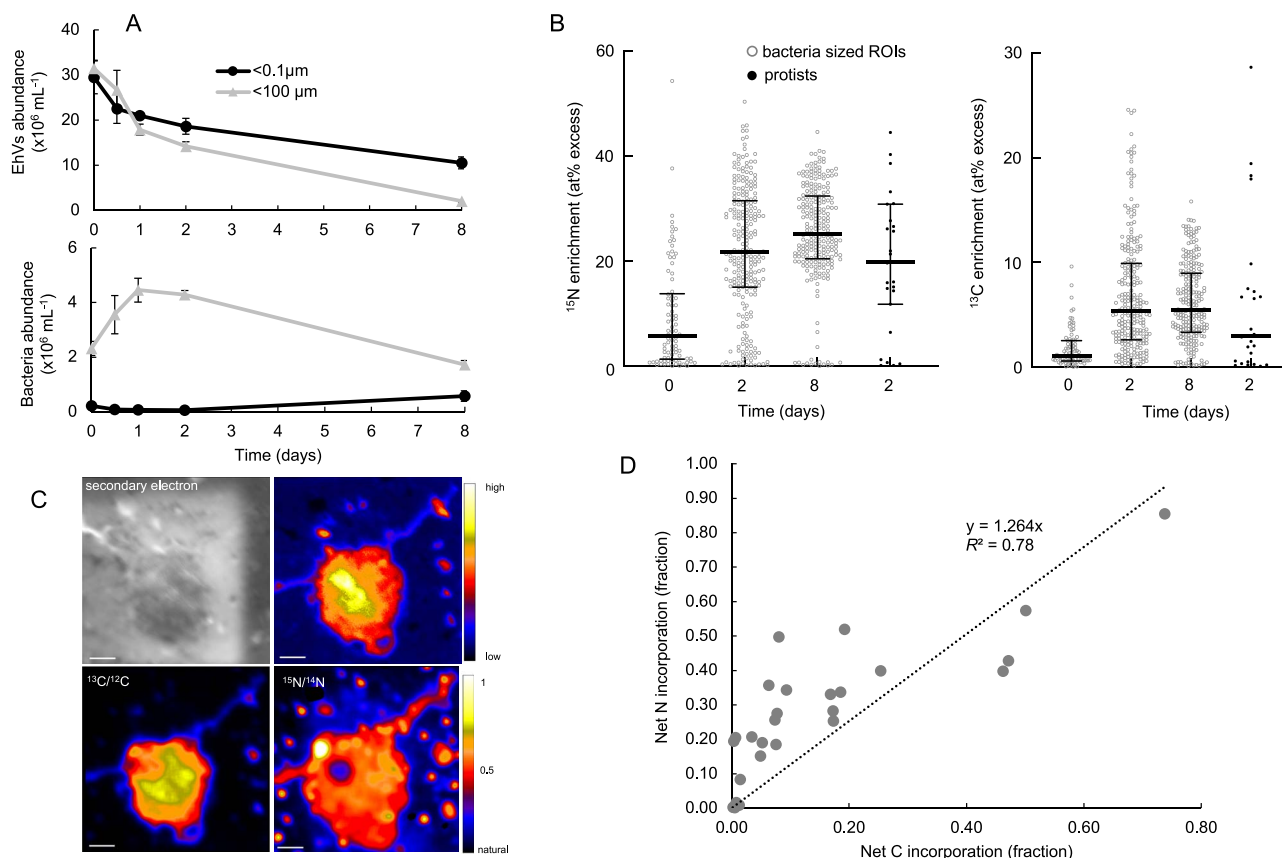 A
EhVs abundance
(x10⁶ mL⁻¹)
40
30
20
10
0
<0.1µm
<100 µm
0 1 2 3 4 5 6 7 8
Bacteria abundance
(x10⁶ mL⁻¹)
6
4
2
0
0 1 2 3 4 5 6 7 8
Time (days)
B
¹⁵N enrichment (at% excess)
60
40
20
0
bacteria sized ROIs
protists
0 2 8 2
Time (days)
¹³C enrichment (at% excess)
30
20
10
0
0 2 8 2
Time (days)
C
secondary electron
high
low
¹³C/¹²C
¹⁵N/¹⁴N
1
0.5
natural
D
Net N incorporation (fraction)
1.00
0.90
0.80
0.70
0.60
0.50
0.40
0.30
0.20
0.10
0.00
y = 1.264x
R² = 0.78
0.00 0.20 0.40 0.60 0.80
Net C incorporation (fraction)